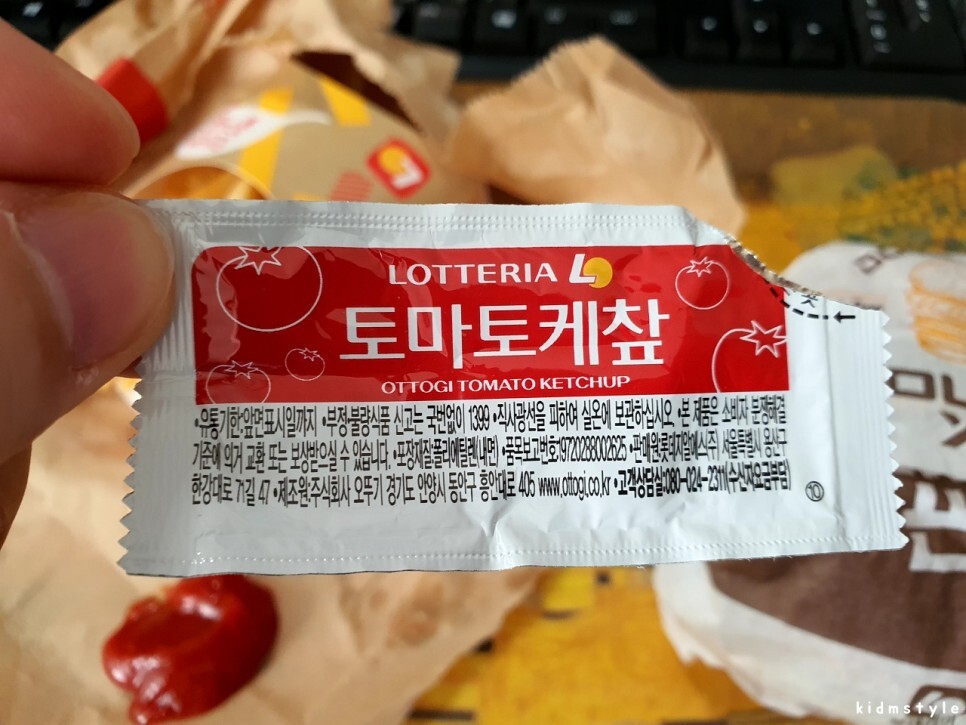 LOTTERIA L
토마토케챂
OTTOGI TOMATO KETCHUP
•유통기한:앞면표시일까지 •부정·불량식품 신고는 국번없이 1399 •직사광선을 피하여 실온에 보관하십시오. •본 제품은 소비자 분쟁해결
기준에 의거 교환 또는 보상받으실 수 있습니다. •포장재질:폴리에틸렌(내면) •품목보고번호:19720288002625 •판매원:롯데지알에스(주) 서울특별시 용산구
한강대로 71길 47 •제조원:주식회사 오뚜기 경기도 안양시 동안구 흥안대로 405 www.ottogi.co.kr •고객상담실:080-024-2311(수신자요금부담)
⑩
kidmstyle